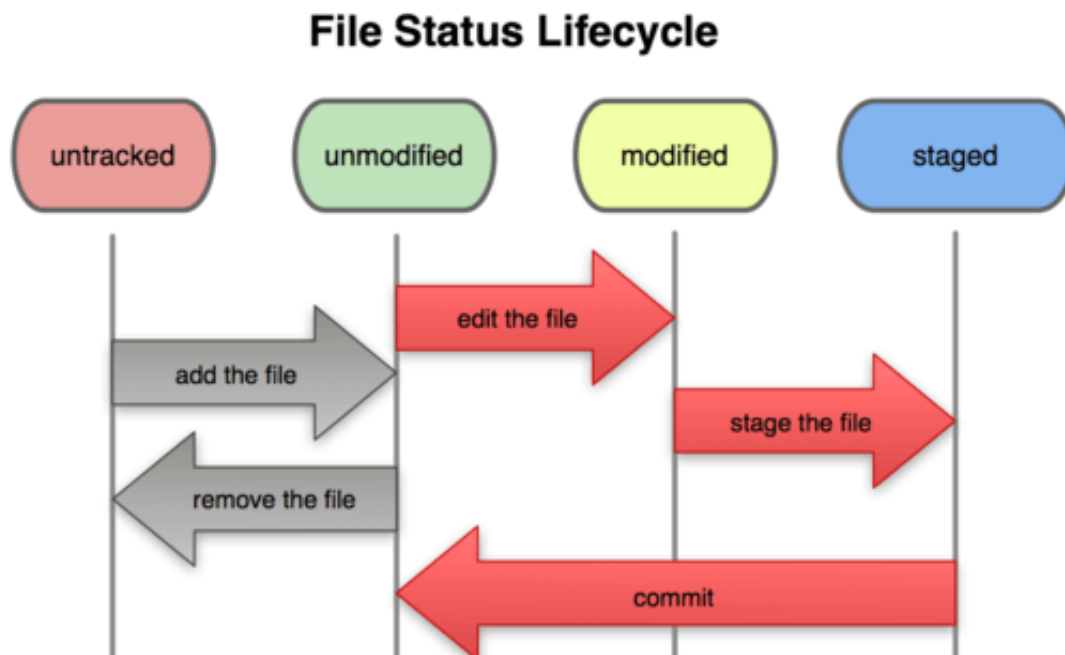 File Status Lifecycle
untracked
unmodified
modified
staged
edit the file
add the file
stage the file
remove the file
commit